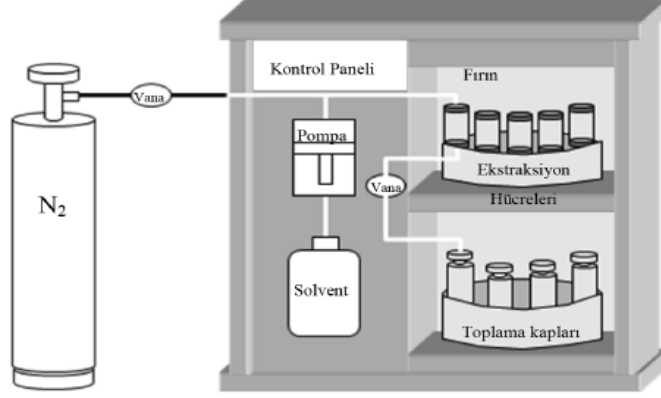 Kontrol Paneli
Fırın
Vana
Pompa
Ekstraksiyon
Hücreleri
Vana
N₂
Solvent
Toplama kapları